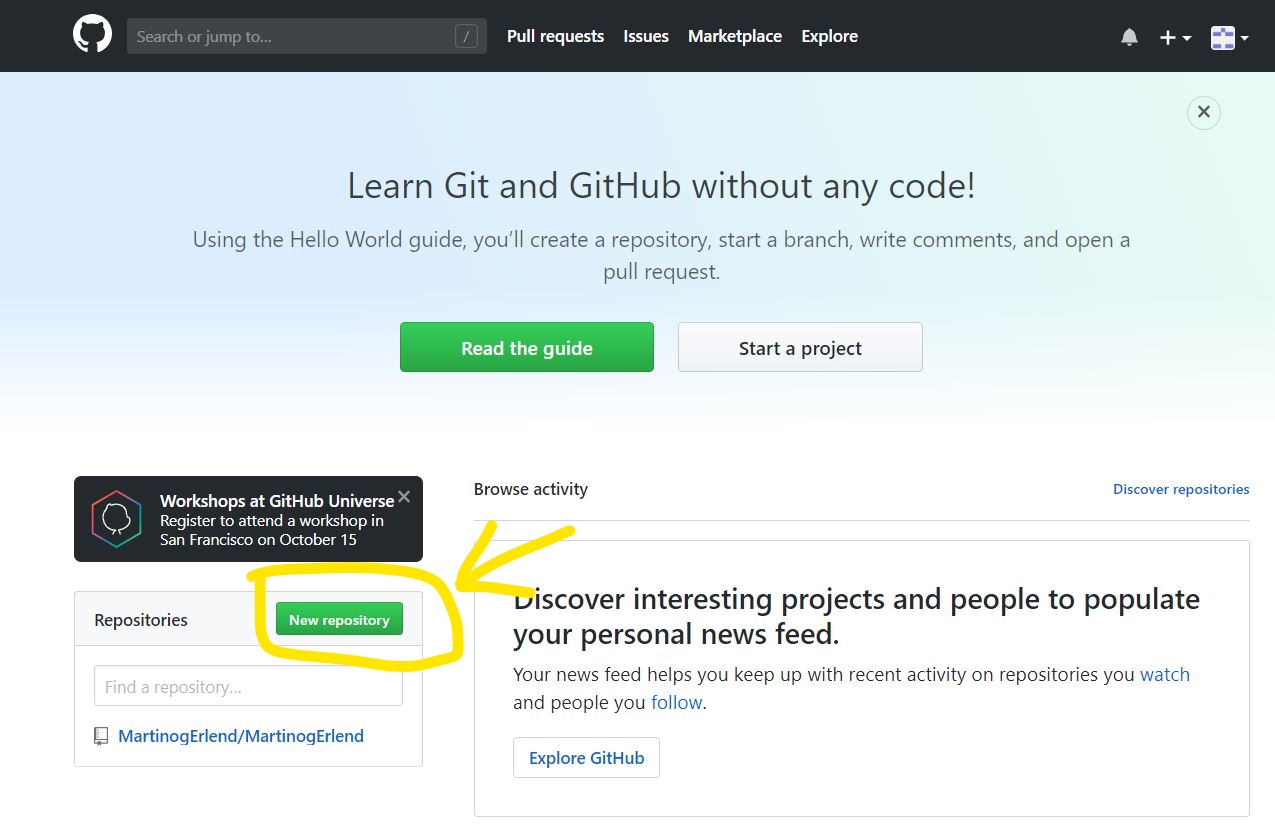 Search or jump to... /
Pull requests Issues Marketplace Explore
Learn Git and GitHub without any code!
Using the Hello World guide, you’ll create a repository, start a branch, write comments, and open a
pull request.
Read the guide
Start a project
Workshops at GitHub Universe
Register to attend a workshop in
San Francisco on October 15
Repositories
New repository
Find a repository...
MartinogErlend/MartinogErlend
Browse activity
Discover repositories
Discover interesting projects and people to populate
your personal news feed.
Your news feed helps you keep up with recent activity on repositories you watch
and people you follow.
Explore GitHub